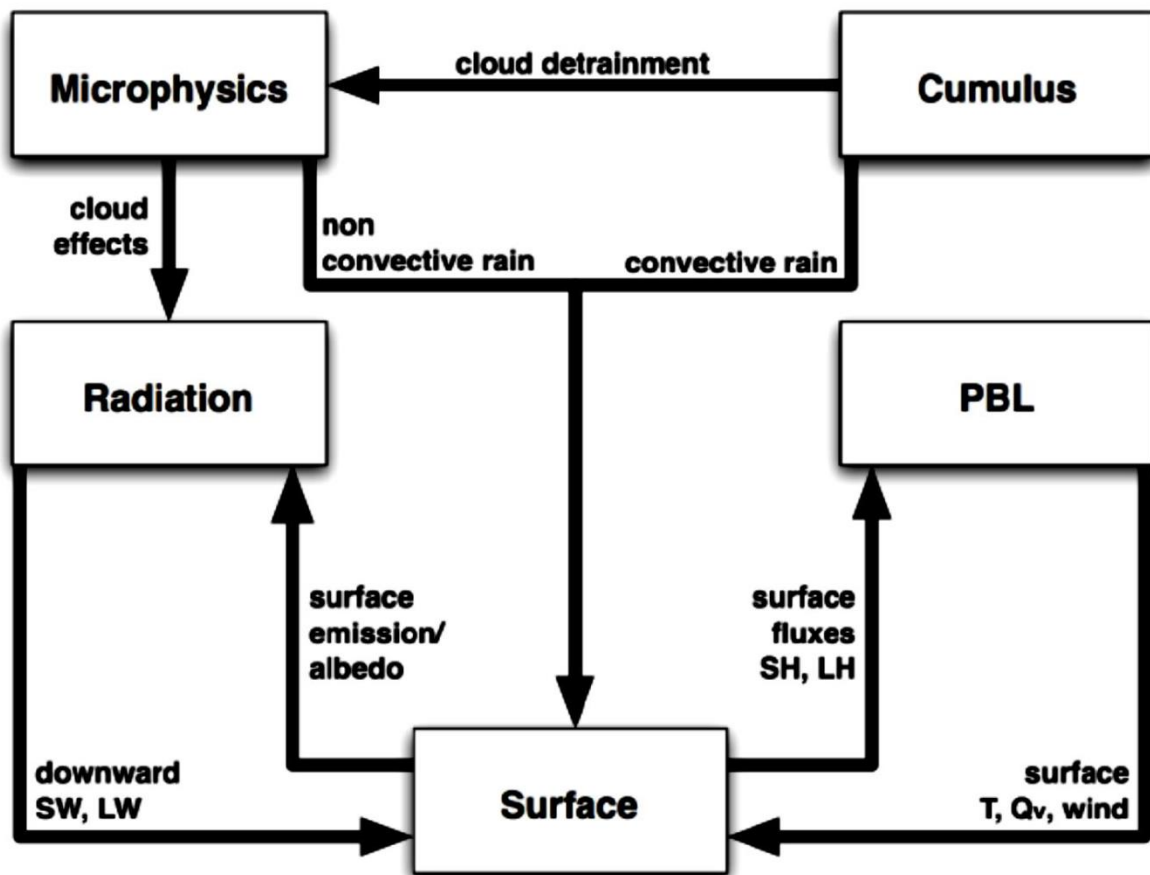 Microphysics
cloud detrainment
Cumulus
cloud
effects
non
convective rain
convective rain
Radiation
PBL
surface
emission/
albedo
surface
fluxes
SH, LH
downward
SW, LW
Surface
surface
T, Qv, wind